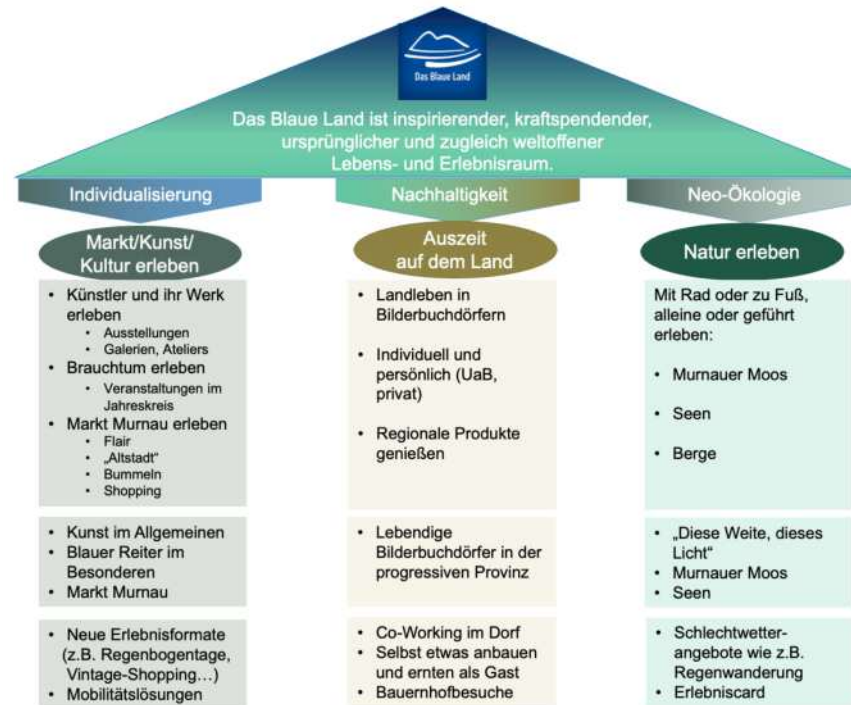 Das Blaue Land
Das Blaue Land ist inspirierender, kraftspendender,
ursprünglicher und zugleich weltoffener
Lebens- und Erlebnisraum.
Individualisierung
Markt/Kunst/
Kultur erleben
• Künstler und ihr Werk
erleben
• Ausstellungen
• Galerien, Ateliers
• Brauchtum erleben
• Veranstaltungen im
Jahreskreis
• Markt Murnau erleben
• Flair
• „Altstadt“
• Bummeln
• Shopping
• Kunst im Allgemeinen
• Blauer Reiter im
Besonderen
• Markt Murnau
• Neue Erlebnisformate
(z.B. Regenbogentage,
Vintage-Shopping…)
• Mobilitätslösungen
Nachhaltigkeit
Auszeit
auf dem Land
• Landleben in
Bilderbuchdörfern
• Individuell und
persönlich (UaB,
privat)
• Regionale Produkte
genießen
• Lebendige
Bilderbuchdörfer in der
progressiven Provinz
• Co-Working im Dorf
• Selbst etwas anbauen
und ernten als Gast
• Bauernhofbesuche
Neo-Ökologie
Natur erleben
Mit Rad oder zu Fuß,
alleine oder geführt
erleben:
• Murnauer Moos
• Seen
• Berge
• „Diese Weite, dieses
Licht“
• Murnauer Moos
• Seen
• Schlechtwetter-
angebote wie z.B.
Regenwanderung
• Erlebniscard